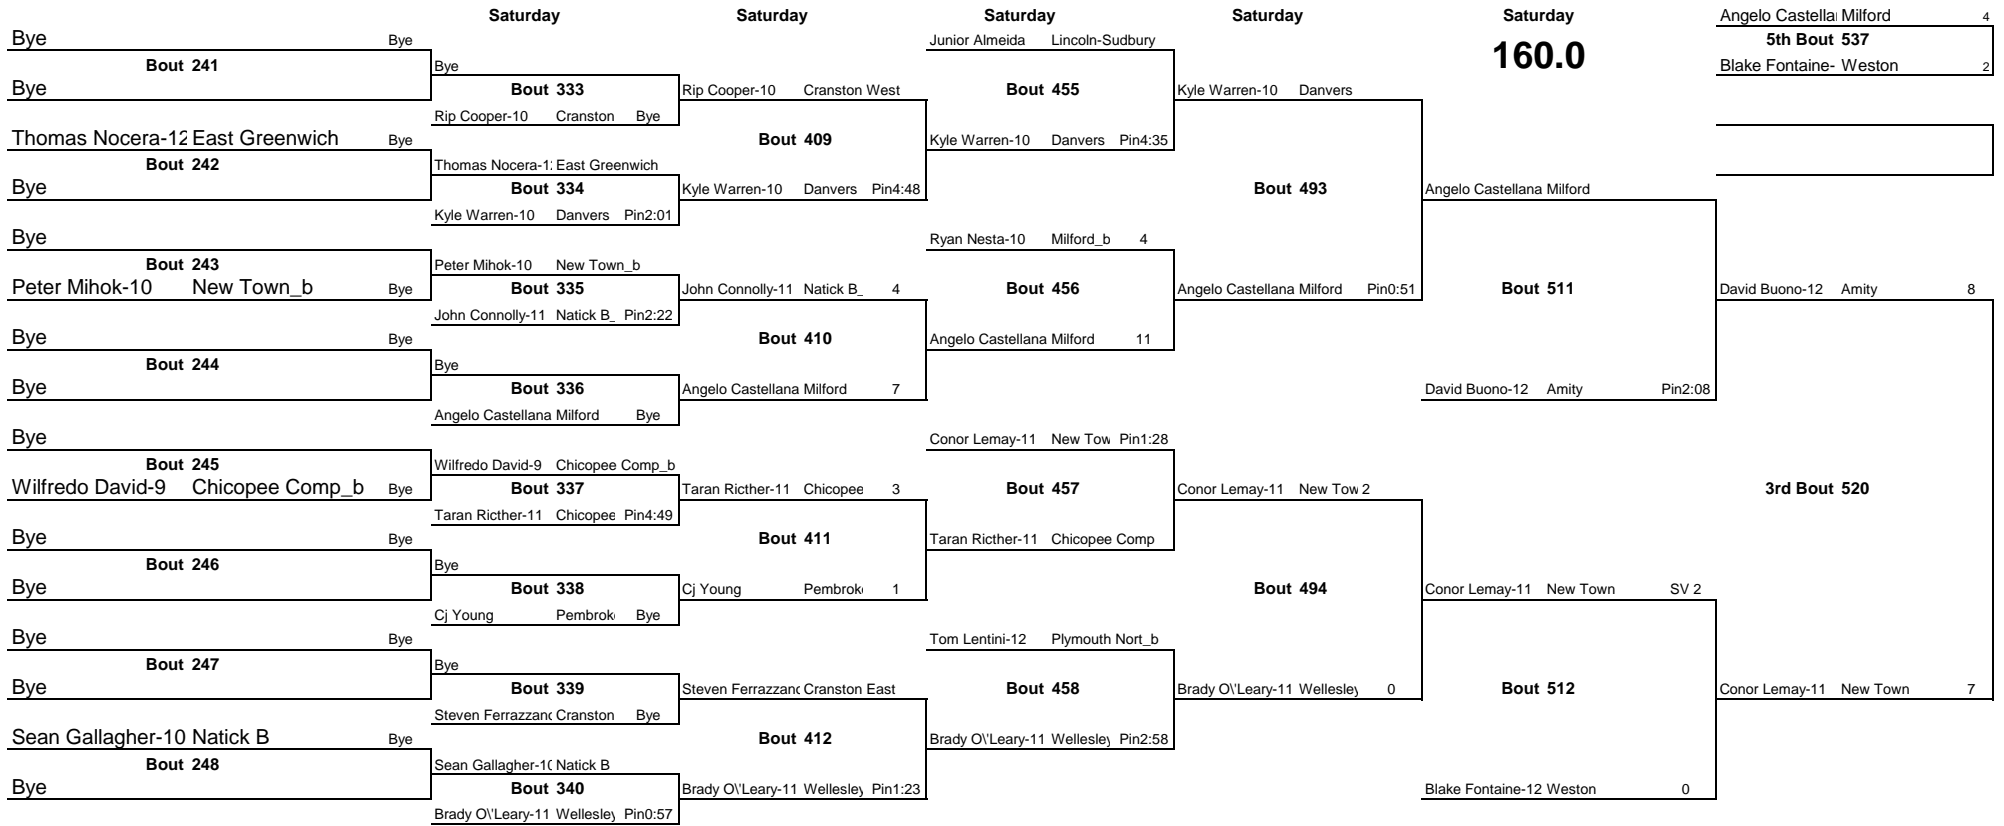 Saturday Saturday Saturday Saturday Saturday Angelo Castella Milford 4
Bye Bye Junior Almeida Lincoln-Sudbury 160.0 5th Bout 537
Bout 241 Bye Blake Fontaine- Weston 2
Bye Bout 333 Rip Cooper-10 Cranston West Bout 455 Kyle Warren-10 Danvers
Rip Cooper-10 Cranston Bye
Thomas Nocera-12 East Greenwich Bye Bout 409 Kyle Warren-10 Danvers Pin4:35
Bout 242 Thomas Nocera-1 East Greenwich
Bye Bout 334 Kyle Warren-10 Danvers Pin4:48 Bout 493 Angelo Castellana Milford
Kyle Warren-10 Danvers Pin2:01
Bye Ryan Nesta-10 Milford_b 4
Bout 243 Peter Mihok-10 New Town_b
Peter Mihok-10 New Town_b Bye Bout 335 John Connolly-11 Natick B_ 4 Bout 456 Angelo Castellana Milford Pin0:51 Bout 511 David Buono-12 Amity 8
John Connolly-11 Natick B_ Pin2:22
Bye Bye Bout 410 Angelo Castellana Milford 11
Bout 244 Bye
Bye Bout 336 Angelo Castellana Milford 7 David Buono-12 Amity Pin2:08
Angelo Castellana Milford Bye
Bye Conor Lemay-11 New Tow Pin1:28
Bout 245 Wilfredo David-9 Chicopee Comp_b
Wilfredo David-9 Chicopee Comp_b Bye Bout 337 Taran Ricther-11 Chicopee 3 Bout 457 Conor Lemay-11 New Tow 2 3rd Bout 520
Taran Ricther-11 Chicopee Pin4:49
Bye Bye Bout 411 Taran Ricther-11 Chicopee Comp
Bout 246 Bye
Bye Bout 338 Cj Young Pembrok 1 Bout 494 Conor Lemay-11 New Town SV 2
Cj Young Pembrok Bye
Bye Bye Tom Lentini-12 Plymouth Nort_b
Bout 247 Bye
Bye Bout 339 Steven Ferrazzano Cranston East Bout 458 Brady O\'Leary-11 Wellesley 0 Bout 512 Conor Lemay-11 New Town 7
Steven Ferrazzano Cranston Bye
Sean Gallagher-10 Natick B Bye Bout 412 Brady O\'Leary-11 Wellesley Pin2:58
Bout 248 Sean Gallagher-10 Natick B
Bye Bout 340 Brady O\'Leary-11 Wellesley Pin1:23 Blake Fontaine-12 Weston 0
Brady O\'Leary-11 Wellesley Pin0:57